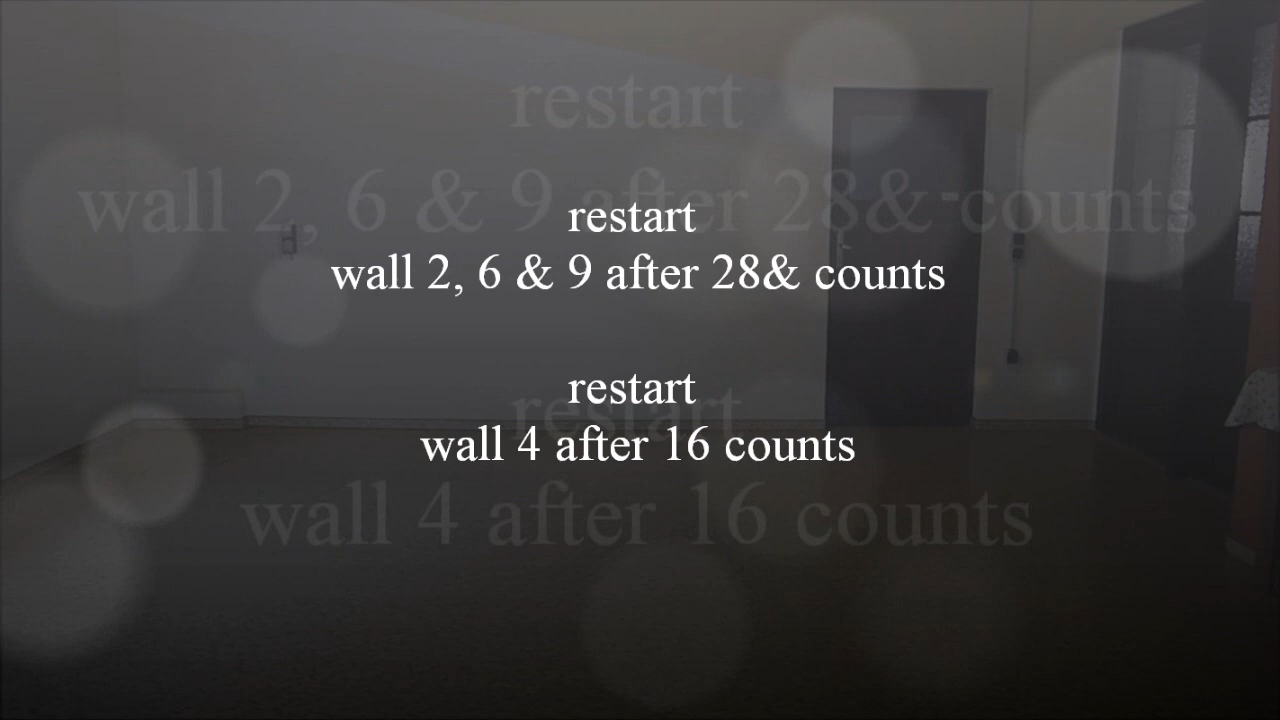 restart
wall 2, 6 & 9 after 28& counts
restart
wall 4 after 16 counts